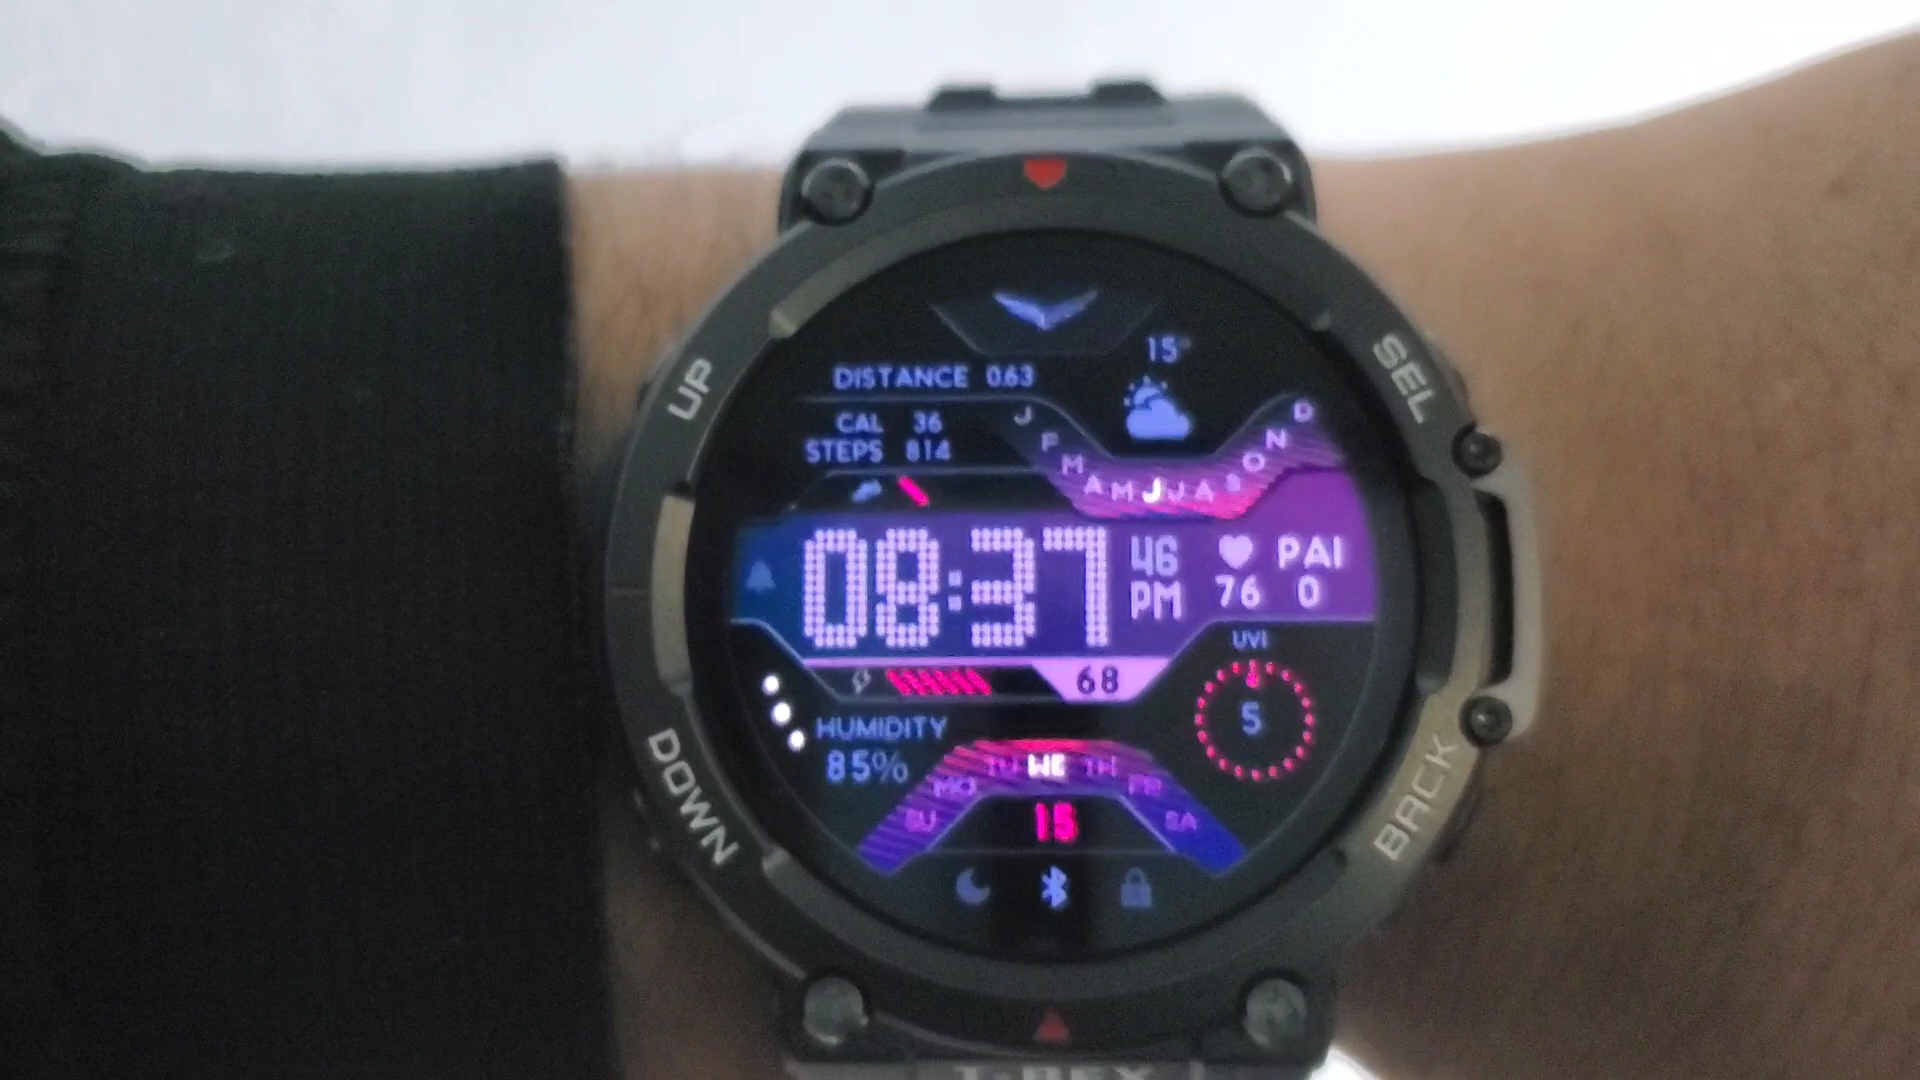 UP
SEL
15°
DISTANCE 0.63
CAL 36
STEPS 814
J F M A M J J A S O N D
08:37 46 PM
76
PAI 0
68
UVI
5
HUMIDITY
85%
SU MO TU WE TH FR SA
15
DOWN
BACK
T-REX